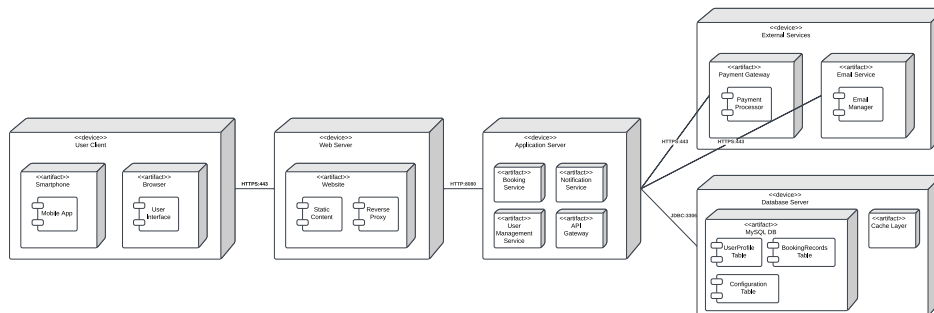 <<device>>
User Client
<<artifact>>
Smartphone
Mobile App
<<artifact>>
Browser
User
Interface
HTTPS:443
<<device>>
Web Server
<<artifact>>
Website
Static
Content
Reverse
Proxy
HTTP:8080
<<device>>
Application Server
<<artifact>>
Booking
Service
<<artifact>>
Notification
Service
<<artifact>>
User
Management
Service
<<artifact>>
API
Gateway
HTTPS:443
HTTPS:443
JDBC:3306
<<device>>
External Services
<<artifact>>
Payment Gateway
Payment
Processor
<<artifact>>
Email Service
Email
Manager
<<device>>
Database Server
<<artifact>>
MySQL DB
UserProfile
Table
BookingRecords
Table
Configuration
Table
<<artifact>>
Cache Layer